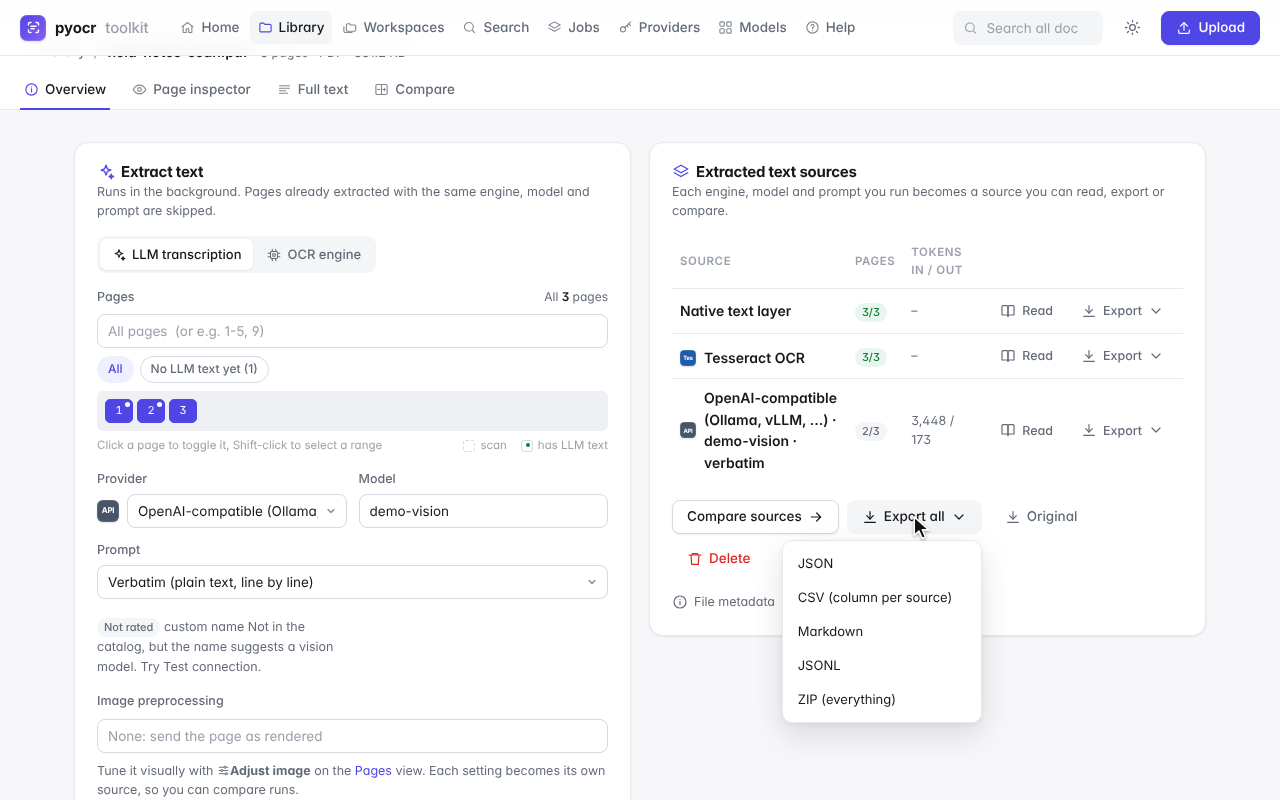 pyocr toolkit Home Library Workspaces Search Jobs Providers Models Help Search all doc Upload
Overview Page inspector Full text Compare
Extract text
Runs in the background. Pages already extracted with the same engine, model and
prompt are skipped.
LLM transcription OCR engine
Pages All 3 pages
All pages (or e.g. 1-5, 9)
All No LLM text yet (1)
1 2 3
Click a page to toggle it, Shift-click to select a range scan has LLM text
Provider Model
API OpenAI-compatible (Ollama, demo-vision
Prompt
Verbatim (plain text, line by line)
Not rated custom name Not in the
catalog, but the name suggests a vision
model. Try Test connection.
Image preprocessing
None: send the page as rendered
Tune it visually with Adjust image on the Pages view. Each setting becomes its own
source, so you can compare runs.
Extracted text sources
Each engine, model and prompt you run becomes a source you can read, export or
compare.
SOURCE PAGES TOKENS
IN / OUT
Native text layer 3/3 – Read Export
Tes Tesseract OCR 3/3 – Read Export
OpenAI-compatible
(Ollama, vLLM, …) ·
API demo-vision · 2/3 3,448 / Read Export
verbatim 173
Compare sources Export all Original
Delete
File metadata
JSON
CSV (column per source)
Markdown
JSONL
ZIP (everything)